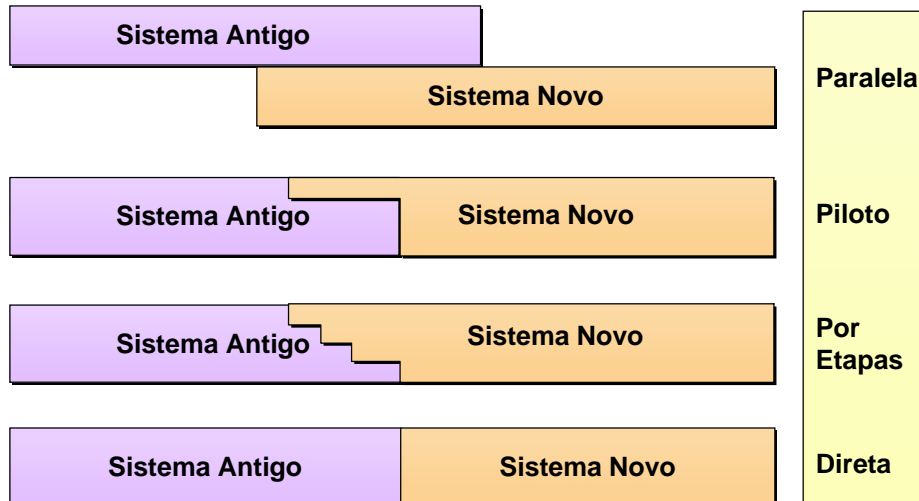 Sistema Antigo
Sistema Novo
Paralela
Sistema Antigo
Sistema Novo
Piloto
Sistema Antigo
Sistema Novo
Por
Etapas
Sistema Antigo
Sistema Novo
Direta